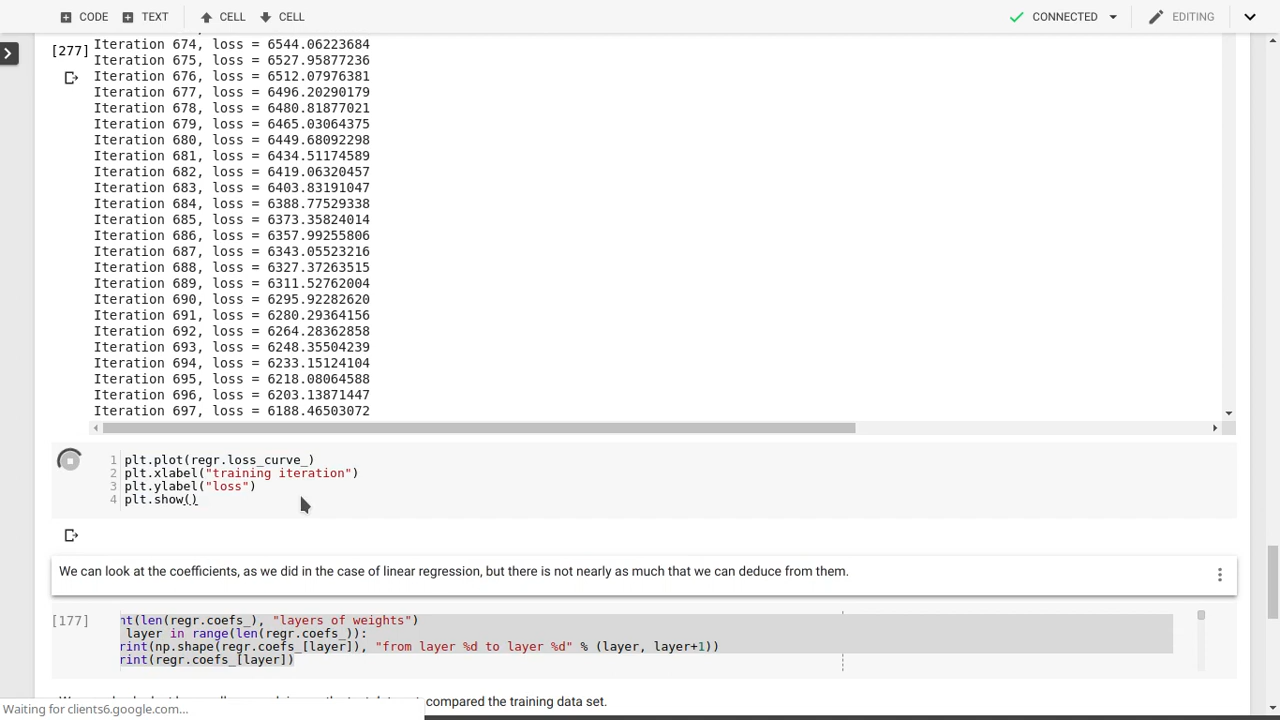 CODE TEXT CELL CELL CONNECTED EDITING
[277]
Iteration 674, loss = 6544.06223684
Iteration 675, loss = 6527.95877236
Iteration 676, loss = 6512.07976381
Iteration 677, loss = 6496.20290179
Iteration 678, loss = 6480.81877021
Iteration 679, loss = 6465.03064375
Iteration 680, loss = 6449.68092298
Iteration 681, loss = 6434.51174589
Iteration 682, loss = 6419.06320457
Iteration 683, loss = 6403.83191047
Iteration 684, loss = 6388.77529338
Iteration 685, loss = 6373.35824014
Iteration 686, loss = 6357.99255806
Iteration 687, loss = 6343.05523216
Iteration 688, loss = 6327.37263515
Iteration 689, loss = 6311.52762004
Iteration 690, loss = 6295.92282620
Iteration 691, loss = 6280.29364156
Iteration 692, loss = 6264.28362858
Iteration 693, loss = 6248.35504239
Iteration 694, loss = 6233.15124104
Iteration 695, loss = 6218.08064588
Iteration 696, loss = 6203.13871447
Iteration 697, loss = 6188.46503072
1 plt.plot(regr.loss_curve_)
2 plt.xlabel("training iteration")
3 plt.ylabel("loss")
4 plt.show()
We can look at the coefficients, as we did in the case of linear regression, but there is not nearly as much that we can deduce from them.
[177] nt(len(regr.coefs_), "layers of weights")
layer in range(len(regr.coefs_)):
rint(np.shape(regr.coefs_[layer]), "from layer %d to layer %d" % (layer, layer+1))
rint(regr.coefs_[layer])
compared the training data set.
Waiting for clients6.google.com...